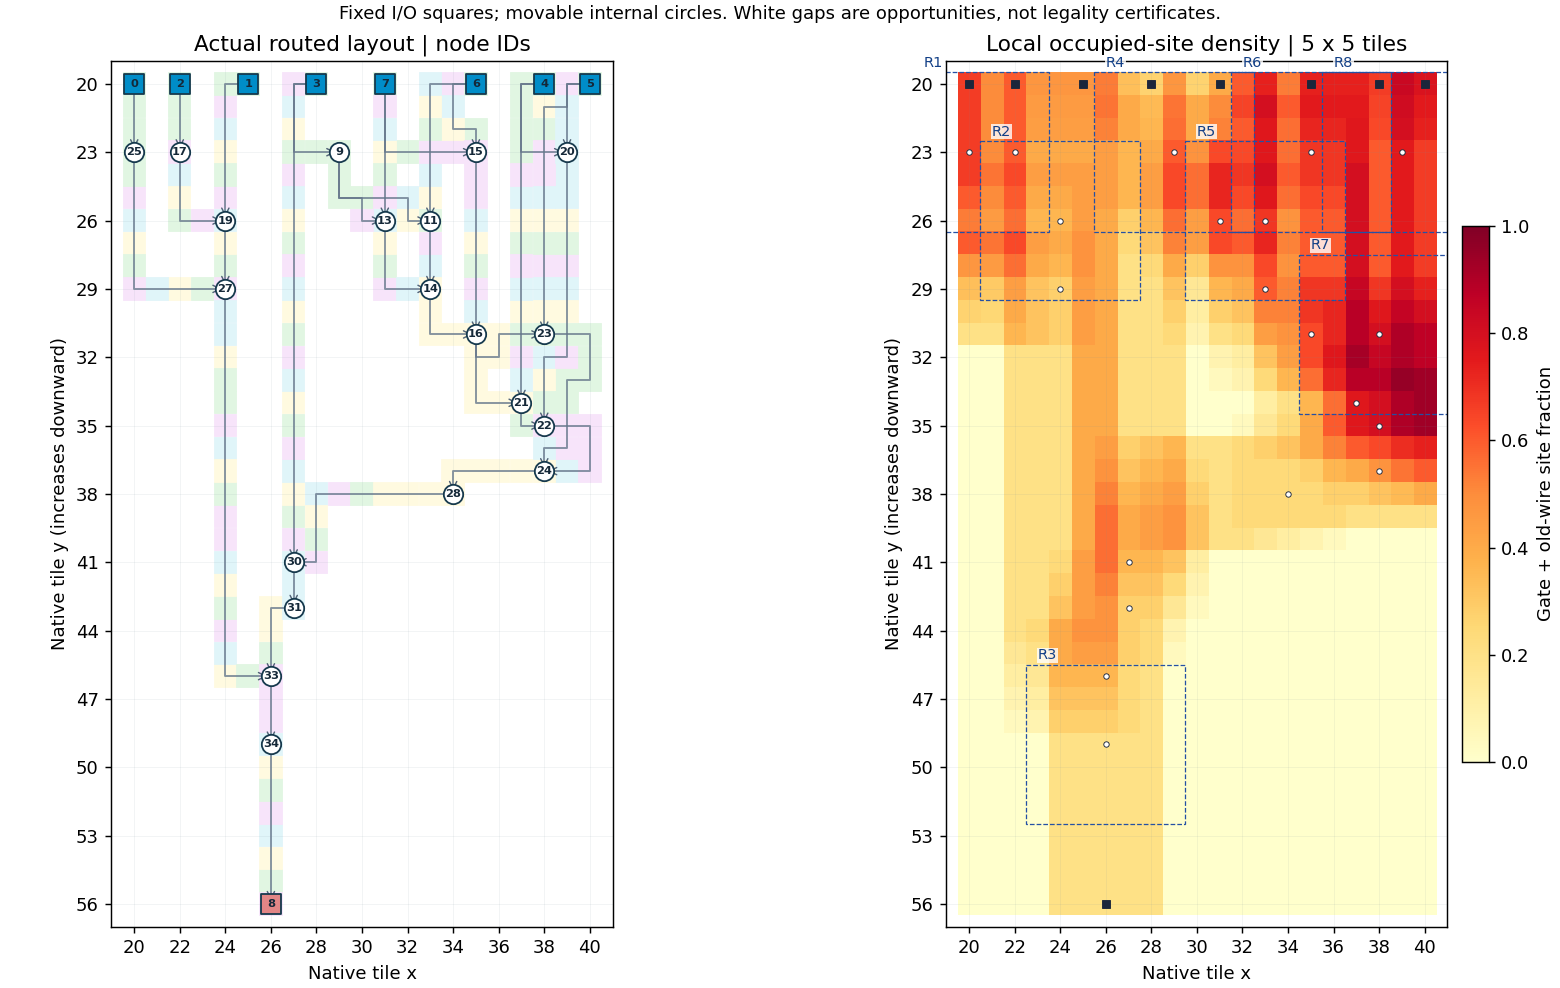 Fixed I/O squares; movable internal circles. White gaps are opportunities, not legality certificates.
Actual routed layout | node IDs
Native tile y (increases downward)
20
23
26
29
32
35
38
41
44
47
50
53
56
0 2 1 3 7 6 4 5
25 17 9 15 20
19 13 11
27 14
16 23
21
22
24
28
30
31
33
34
8
20 22 24 26 28 30 32 34 36 38 40
Native tile x
Local occupied-site density | 5 x 5 tiles
Native tile y (increases downward)
20
23
26
29
32
35
38
41
44
47
50
53
56
R1 R4 R6 R8
R2 R5
R7
R3
20 22 24 26 28 30 32 34 36 38 40
Native tile x
1.0
0.8
0.6
0.4
0.2
0.0
Gate + old-wire site fraction